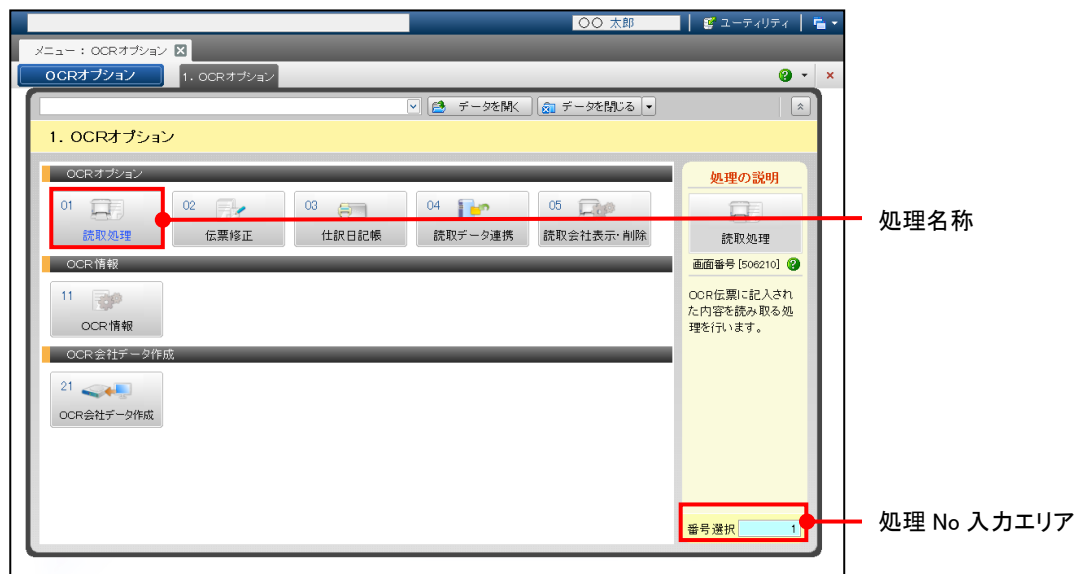 〇〇 太郎
ユーティリティ
メニュー：OCRオプション
OCRオプション
1. OCRオプション
データを開く
データを閉じる
1. OCRオプション
OCRオプション
01
読取処理
02
伝票修正
03
仕訳日記帳
04
読取データ連携
05
読取会社表示・削除
OCR情報
11
OCR情報
OCR会社データ作成
21
OCR会社データ作成
処理の説明
読取処理
画面番号 [506210]
OCR伝票に記入され
た内容を読み取る処
理を行います。
番号選択 1
処理名称
処理 No 入力エリア